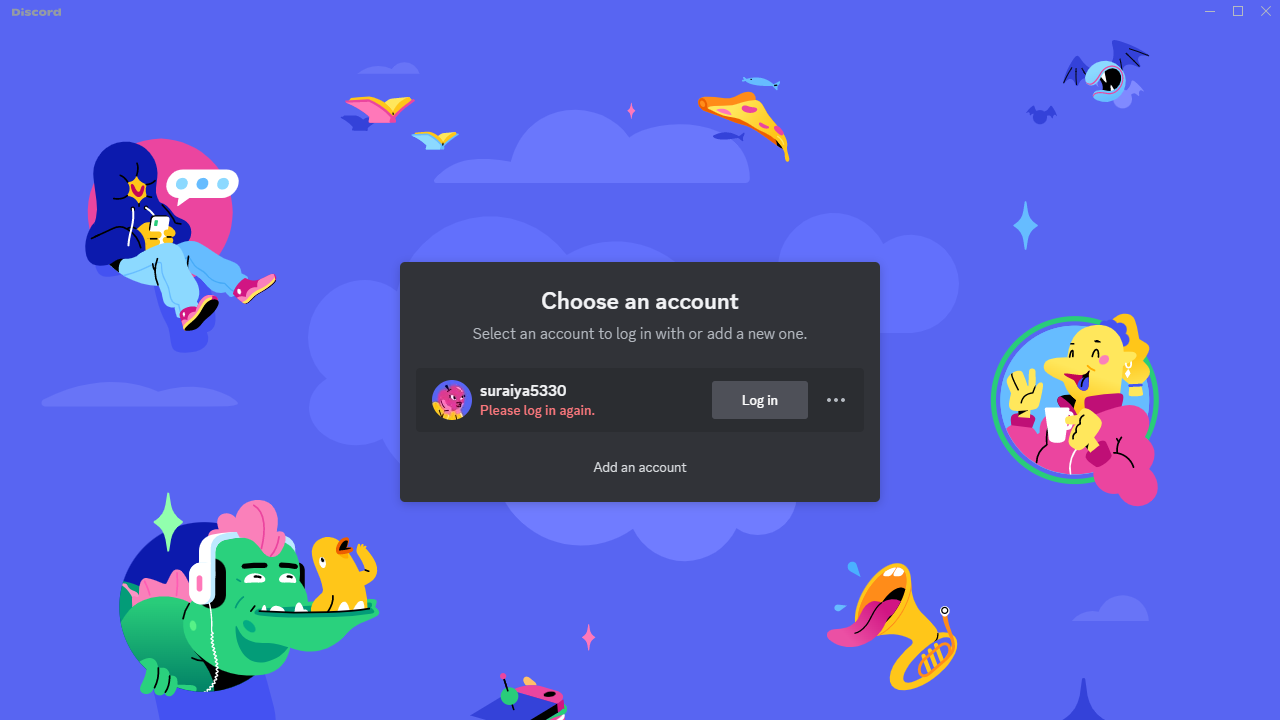 Discord
Choose an account
Select an account to log in with or add a new one.
suraiya5330
Please log in again.
Log in
Add an account